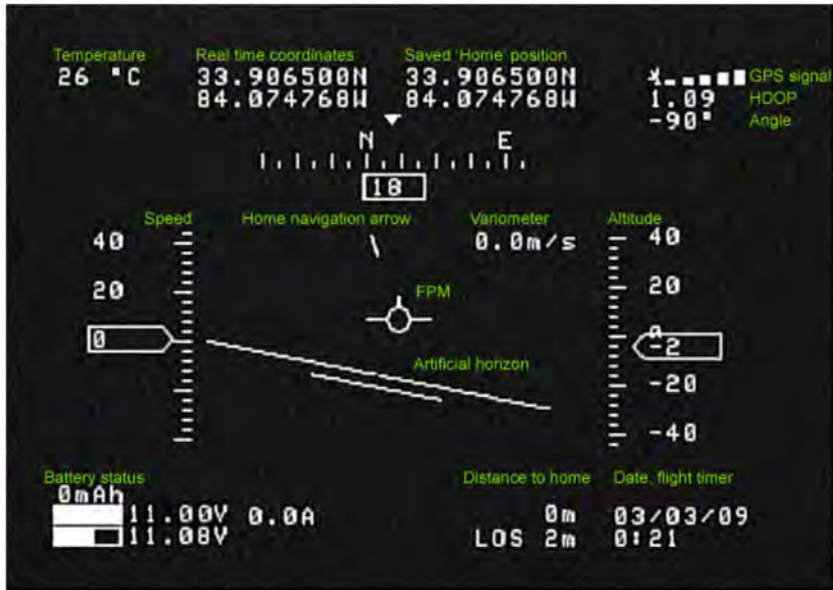 Temperature Real time coordinates Saved 'Home' position
26 °C 33.906500N 33.906500N GPS signal
84.074768W 84.074768W 1.09 HDOP
-90° Angle
N E
18
Speed Home navigation arrow Variometer Altitude
40 0.0m/s 40
20 20
FPM
0 0
-2
Artificial horizon
-20
-40
Battery status Distance to home Date, flight timer
0mAh
11.00V 0.0A 0m 03/03/09
11.08V LOS 2m 0:21